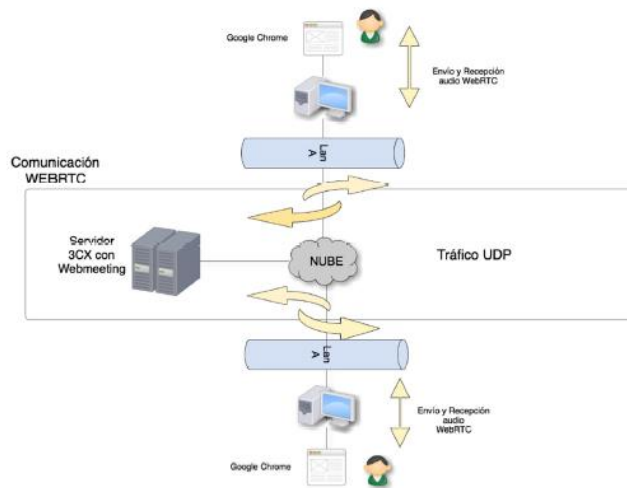 Google Chrome
Envío y Recepción
audio WebRTC
Lan
A
Comunicación
WEBRTC
Servidor
3CX con
Webmeeting
NUBE
Tráfico UDP
Lan
A
Envío y Recepción
audio
WebRTC
Google Chrome